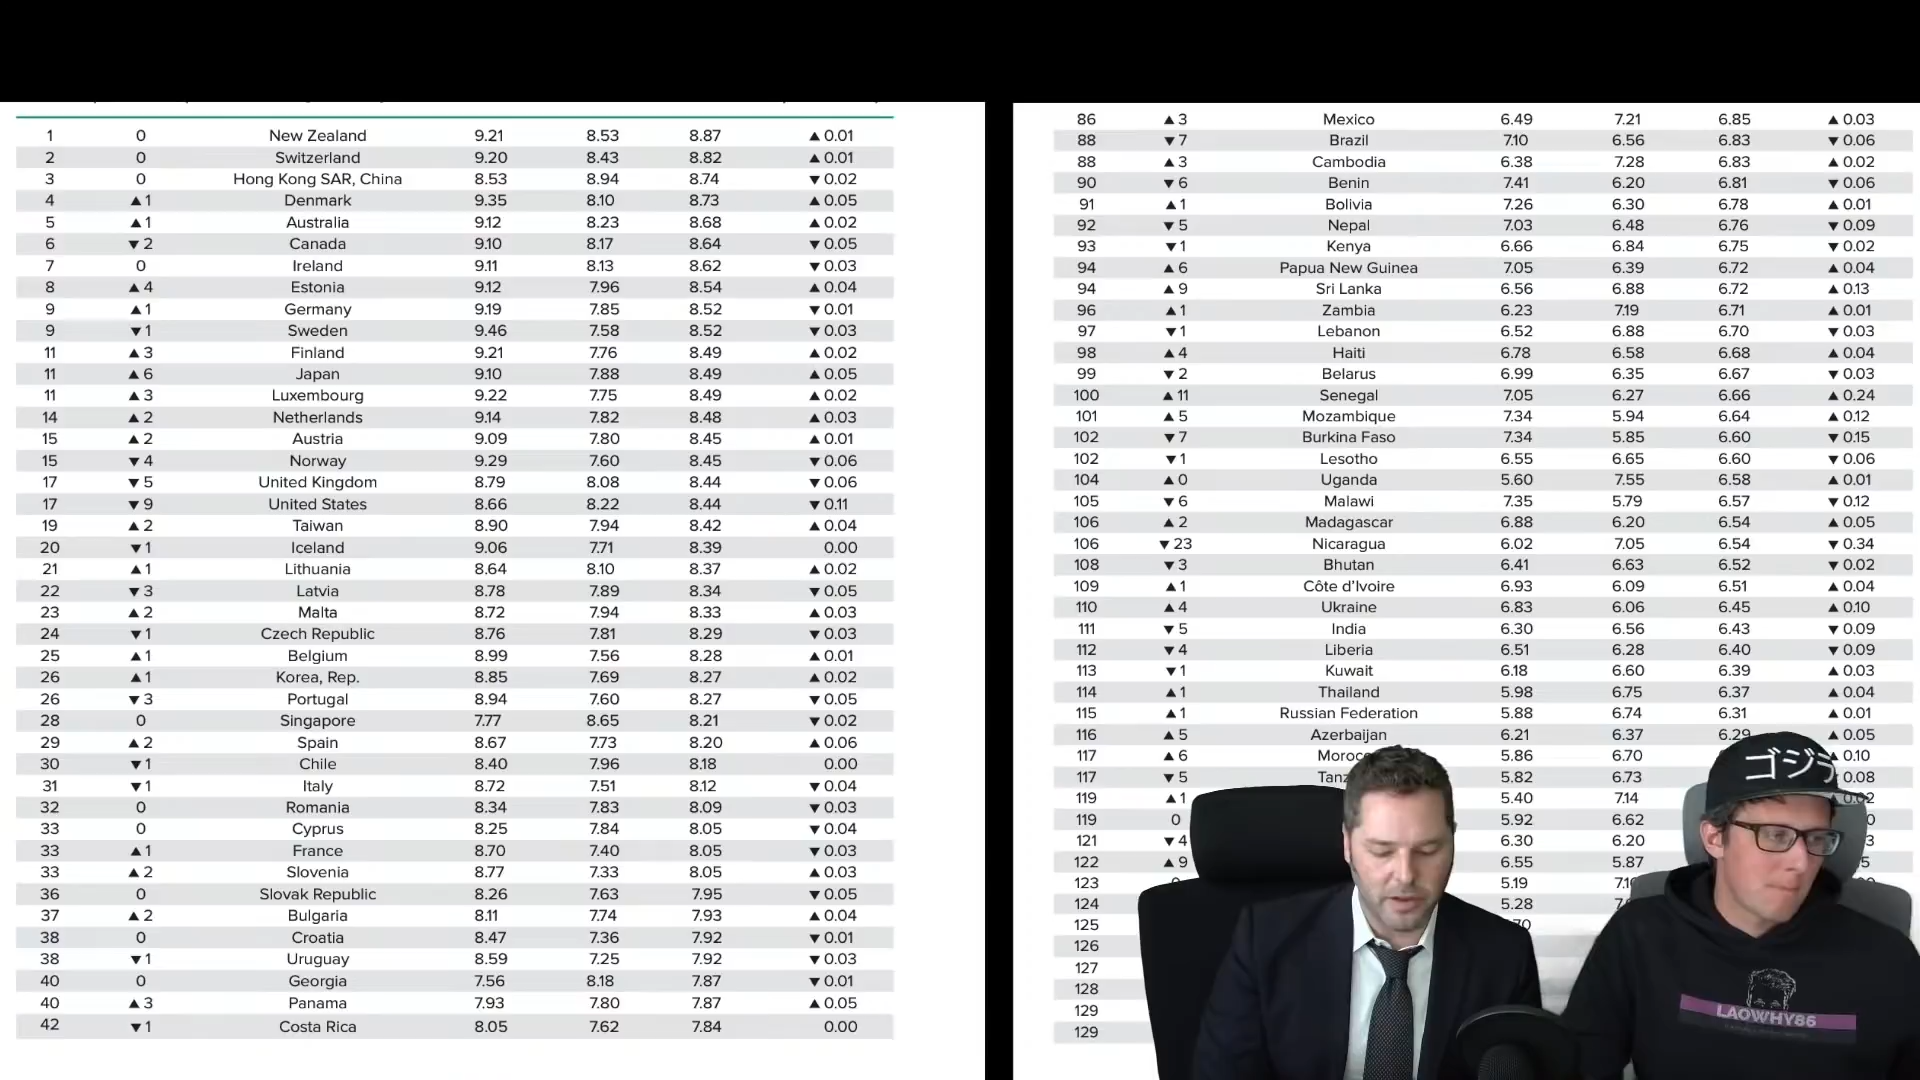 1 0 New Zealand 9.21 8.53 8.87 ▲ 0.01
2 0 Switzerland 9.20 8.43 8.82 ▲ 0.01
3 0 Hong Kong SAR, China 8.53 8.94 8.74 ▼ 0.02
4 ▲ 1 Denmark 9.35 8.10 8.73 ▲ 0.05
5 ▲ 1 Australia 9.12 8.23 8.68 ▲ 0.02
6 ▼ 2 Canada 9.10 8.17 8.64 ▼ 0.05
7 0 Ireland 9.11 8.13 8.62 ▼ 0.03
8 ▲ 4 Estonia 9.12 7.96 8.54 ▲ 0.04
9 ▲ 1 Germany 9.19 7.85 8.52 ▼ 0.01
9 ▼ 1 Sweden 9.46 7.58 8.52 ▼ 0.03
11 ▲ 3 Finland 9.21 7.76 8.49 ▲ 0.02
11 ▲ 6 Japan 9.10 7.88 8.49 ▲ 0.05
11 ▲ 3 Luxembourg 9.22 7.75 8.49 ▲ 0.02
14 ▲ 2 Netherlands 9.14 7.82 8.48 ▲ 0.03
15 ▲ 2 Austria 9.09 7.80 8.45 ▲ 0.01
15 ▼ 4 Norway 9.29 7.60 8.45 ▼ 0.06
17 ▼ 5 United Kingdom 8.79 8.08 8.44 ▼ 0.06
17 ▼ 9 United States 8.66 8.22 8.44 ▼ 0.11
19 ▲ 2 Taiwan 8.90 7.94 8.42 ▲ 0.04
20 ▼ 1 Iceland 9.06 7.71 8.39 0.00
21 ▲ 1 Lithuania 8.64 8.10 8.37 ▲ 0.02
22 ▼ 3 Latvia 8.78 7.89 8.34 ▼ 0.05
23 ▲ 2 Malta 8.72 7.94 8.33 ▲ 0.03
24 ▼ 1 Czech Republic 8.76 7.81 8.29 ▼ 0.03
25 ▲ 1 Belgium 8.99 7.56 8.28 ▲ 0.01
26 ▲ 1 Korea, Rep. 8.85 7.69 8.27 ▲ 0.02
26 ▼ 3 Portugal 8.94 7.60 8.27 ▼ 0.05
28 0 Singapore 7.77 8.65 8.21 ▼ 0.02
29 ▲ 2 Spain 8.67 7.73 8.20 ▲ 0.06
30 ▼ 1 Chile 8.40 7.96 8.18 0.00
31 ▼ 1 Italy 8.72 7.51 8.12 ▼ 0.04
32 0 Romania 8.34 7.83 8.09 ▼ 0.03
33 0 Cyprus 8.25 7.84 8.05 ▼ 0.04
33 ▲ 1 France 8.70 7.40 8.05 ▼ 0.03
33 ▲ 2 Slovenia 8.77 7.33 8.05 ▲ 0.03
36 0 Slovak Republic 8.26 7.63 7.95 ▼ 0.05
37 ▲ 2 Bulgaria 8.11 7.74 7.93 ▲ 0.04
38 0 Croatia 8.47 7.36 7.92 ▼ 0.01
38 ▼ 1 Uruguay 8.59 7.25 7.92 ▼ 0.03
40 0 Georgia 7.56 8.18 7.87 ▼ 0.01
40 ▲ 3 Panama 7.93 7.80 7.87 ▲ 0.05
42 ▼ 1 Costa Rica 8.05 7.62 7.84 0.00
86 ▲ 3 Mexico 6.49 7.21 6.85 ▲ 0.03
88 ▼ 7 Brazil 7.10 6.56 6.83 ▼ 0.06
88 ▲ 3 Cambodia 6.38 7.28 6.83 ▲ 0.02
90 ▼ 6 Benin 7.41 6.20 6.81 ▼ 0.06
91 ▲ 1 Bolivia 7.26 6.30 6.78 ▲ 0.01
92 ▼ 5 Nepal 7.03 6.48 6.76 ▼ 0.09
93 ▼ 1 Kenya 6.66 6.84 6.75 ▼ 0.02
94 ▲ 6 Papua New Guinea 7.05 6.39 6.72 ▲ 0.04
94 ▲ 9 Sri Lanka 6.56 6.88 6.72 ▲ 0.13
96 ▲ 1 Zambia 6.23 7.19 6.71 ▲ 0.01
97 ▼ 1 Lebanon 6.52 6.88 6.70 ▼ 0.03
98 ▲ 4 Haiti 6.78 6.58 6.68 ▲ 0.04
99 ▼ 2 Belarus 6.99 6.35 6.67 ▼ 0.03
100 ▲ 11 Senegal 7.05 6.27 6.66 ▲ 0.24
101 ▲ 5 Mozambique 7.34 5.94 6.64 ▲ 0.12
102 ▼ 7 Burkina Faso 7.34 5.85 6.60 ▼ 0.15
102 ▼ 1 Lesotho 6.55 6.65 6.60 ▼ 0.06
104 ▲ 0 Uganda 5.60 7.55 6.58 ▲ 0.01
105 ▼ 6 Malawi 7.35 5.79 6.57 ▼ 0.12
106 ▲ 2 Madagascar 6.88 6.20 6.54 ▲ 0.05
106 ▼ 23 Nicaragua 6.02 7.05 6.54 ▼ 0.34
108 ▼ 3 Bhutan 6.41 6.63 6.52 ▼ 0.02
109 ▲ 1 Côte d'Ivoire 6.93 6.09 6.51 ▲ 0.04
110 ▲ 4 Ukraine 6.83 6.06 6.45 ▲ 0.10
111 ▼ 5 India 6.30 6.56 6.43 ▼ 0.09
112 ▼ 4 Liberia 6.51 6.28 6.40 ▼ 0.09
113 ▼ 1 Kuwait 6.18 6.60 6.39 ▲ 0.03
114 ▲ 1 Thailand 5.98 6.75 6.37 ▲ 0.04
115 ▲ 1 Russian Federation 5.88 6.74 6.31 ▲ 0.01
116 ▲ 5 Azerbaijan 6.21 6.37 6.29 ▲ 0.05
117 ▲ 6 Moroc 5.86 6.70 ▲ 0.10
117 ▼ 5 Tanz 5.82 6.73 0.08
119 ▲ 1 5.40 7.14
119 0 5.92 6.62
121 ▼ 4 6.30 6.20
122 ▲ 9 6.55 5.87
123 5.19
124 5.28
125
126
127
128
129
129
ゴジラ
LAOWHY86